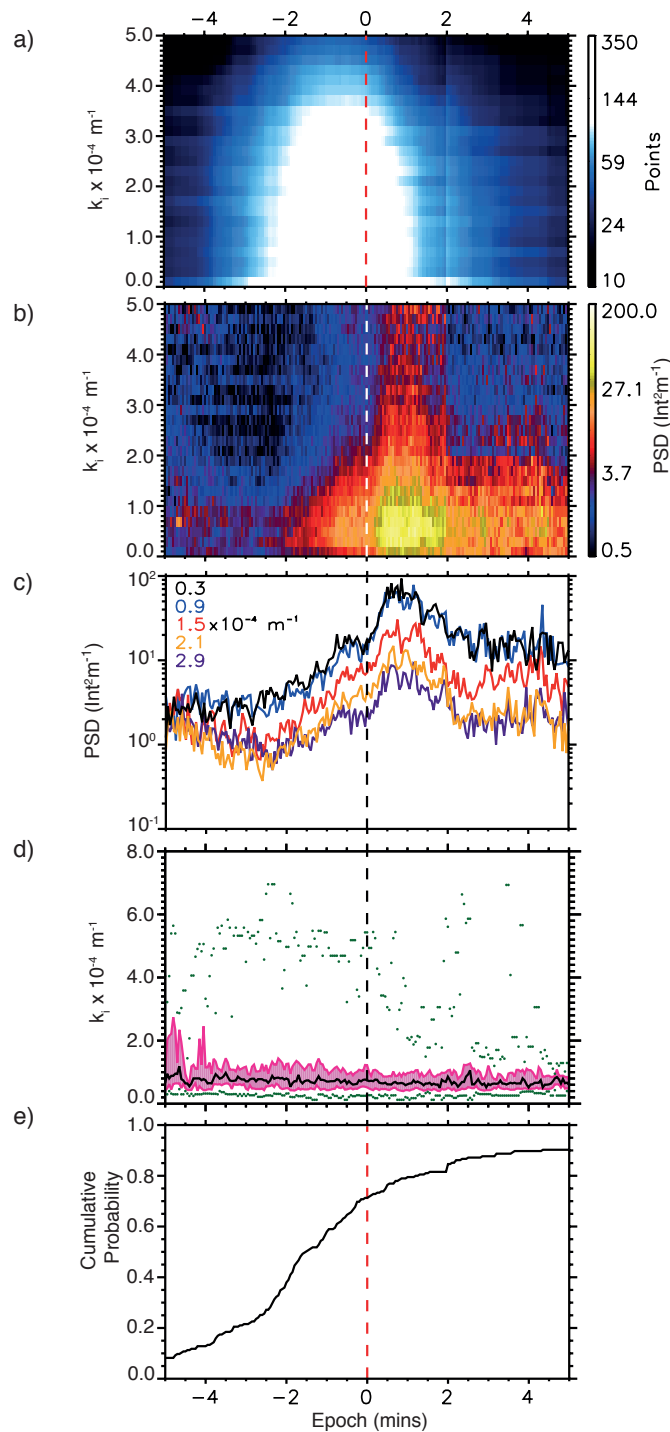 a)
−4 −2 0 2 4
5.0
4.0
3.0
2.0
1.0
0.0
k_i x 10⁻⁴ m⁻¹
350
144
59
24
10
Points
b)
5.0
4.0
3.0
2.0
1.0
0.0
k_i x 10⁻⁴ m⁻¹
200.0
27.1
3.7
0.5
PSD (Int²m⁻¹)
c)
10²
10¹
10⁰
10⁻¹
PSD (Int²m⁻¹)
0.3
0.9
1.5 x10⁻⁴ m⁻¹
2.1
2.9
d)
8.0
6.0
4.0
2.0
0.0
k_i x 10⁻⁴ m⁻¹
e)
1.0
0.8
0.6
0.4
0.2
0.0
Cumulative
Probability
−4 −2 0 2 4
Epoch (mins)